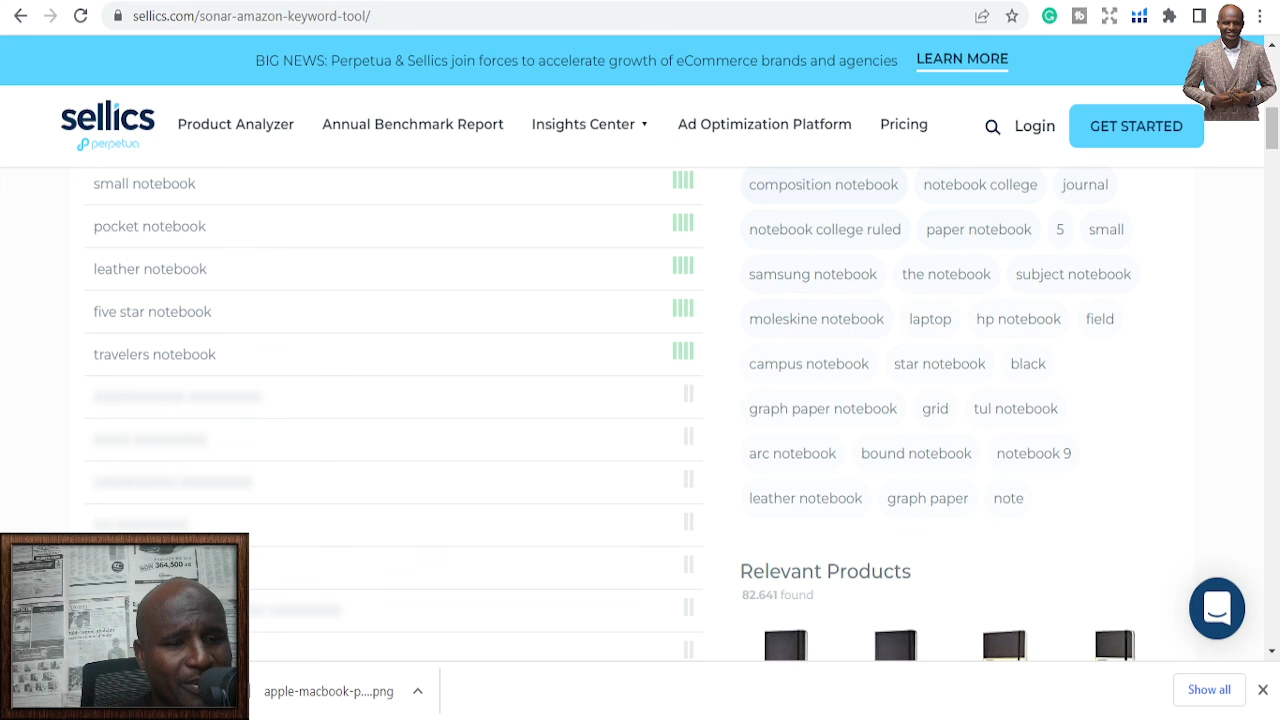 sellics.com/sonar-amazon-keyword-tool/
BIG NEWS: Perpetua & Sellics join forces to accelerate growth of eCommerce brands and agencies LEARN MORE
sellics
perpetua
Product Analyzer Annual Benchmark Report Insights Center Ad Optimization Platform Pricing Login GET STARTED
small notebook
pocket notebook
leather notebook
five star notebook
travelers notebook
composition notebook notebook college journal
notebook college ruled paper notebook 5 small
samsung notebook the notebook subject notebook
moleskine notebook laptop hp notebook field
campus notebook star notebook black
graph paper notebook grid tul notebook
arc notebook bound notebook notebook 9
leather notebook graph paper note
Relevant Products
82.641 found
NOW 364,500
apple-macbook-p....png
Show all